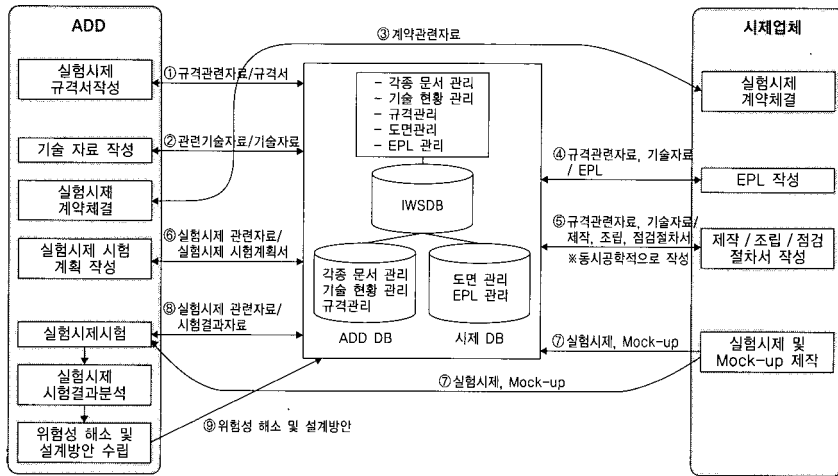 ADD
실험시제
규격서작성
기술 자료 작성
실험시제
계약체결
실험시제 시험
계획 작성
실험시제시험
실험시제
시험결과분석
위험성 해소 및
설계방안 수립
①규격관련자료/규격서
②관련기술자료/기술자료
③계약관련자료
⑥실험시제 관련자료/
실험시제 시험계획서
⑧실험시제 관련자료/
시험결과자료
⑨위험성 해소 및 설계방안
- 각종 문서 관리
- 기술 현황 관리
- 규격관리
- 도면관리
- EPL 관리
IWSDB
각종 문서 관리
기술 현황 관리
규격관리
ADD DB
도면 관리
EPL 관리
시제 DB
④규격관련자료, 기술자료
/ EPL
⑤규격관련자료, 기술자료/
제작, 조립, 점검절차서
※동시공학적으로 작성
⑦실험시제, Mock-up
⑦실험시제, Mock-up
시제업체
실험시제
계약체결
EPL 작성
제작 / 조립 / 점검
절차서 작성
실험시제 및
Mock-up 제작